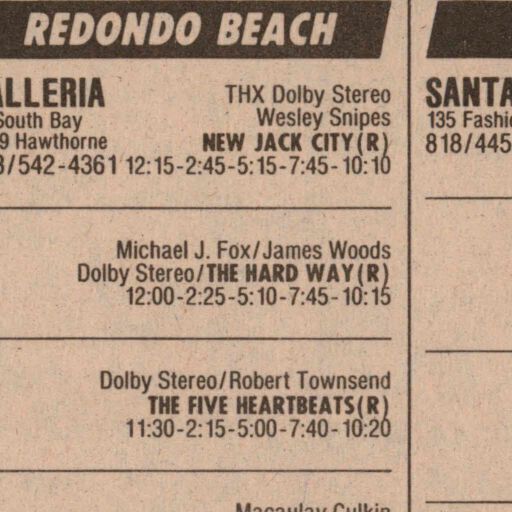 REDONDO BEACH
ALLERIA
South Bay
9 Hawthorne
/542-4361
THX Dolby Stereo
Wesley Snipes
NEW JACK CITY(R)
12:15-2:45-5:15-7:45-10:10
Michael J. Fox/James Woods
Dolby Stereo/THE HARD WAY(R)
12:00-2:25-5:10-7:45-10:15
Dolby Stereo/Robert Townsend
THE FIVE HEARTBEATS(R)
11:30-2:15-5:00-7:40-10:20
Macaulay Culkin
SANTA
135 Fashi
818/445